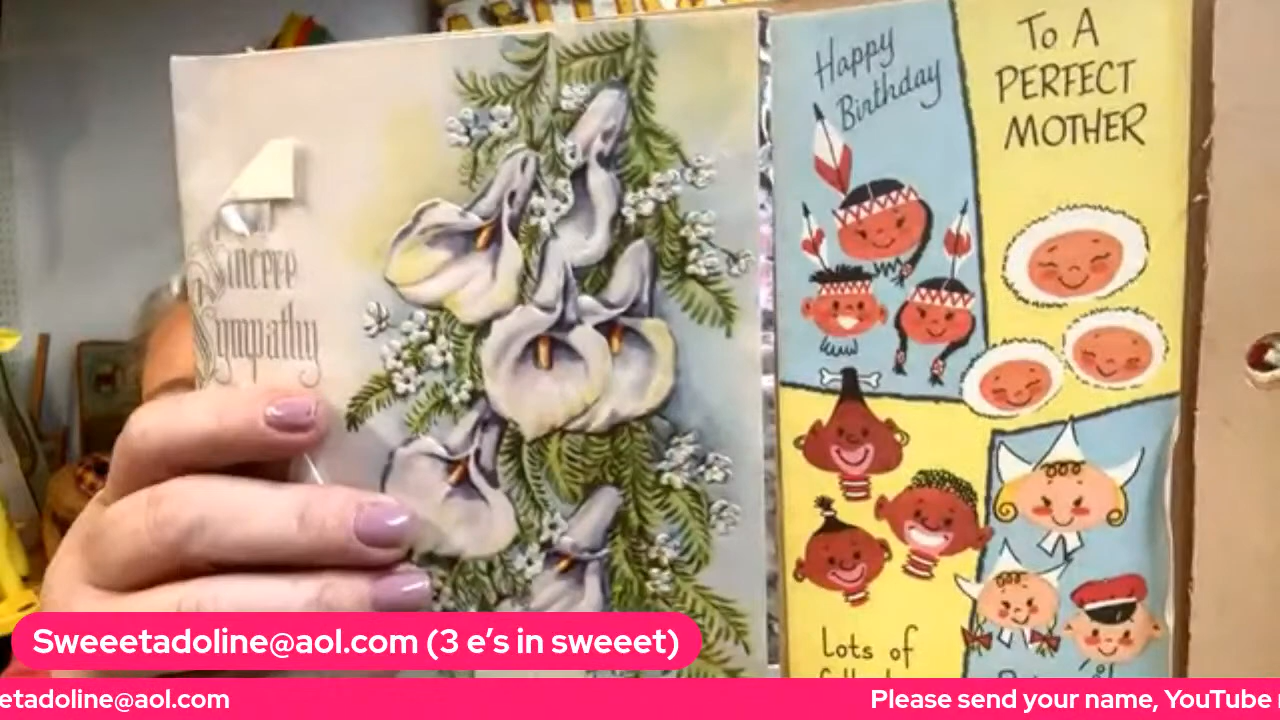 Sincere
Sympathy
Happy
Birthday
To A
PERFECT
MOTHER
Lots of
Sweeetadoline@aol.com (3 e's in sweeet)
etadoline@aol.com
Please send your name, YouTube